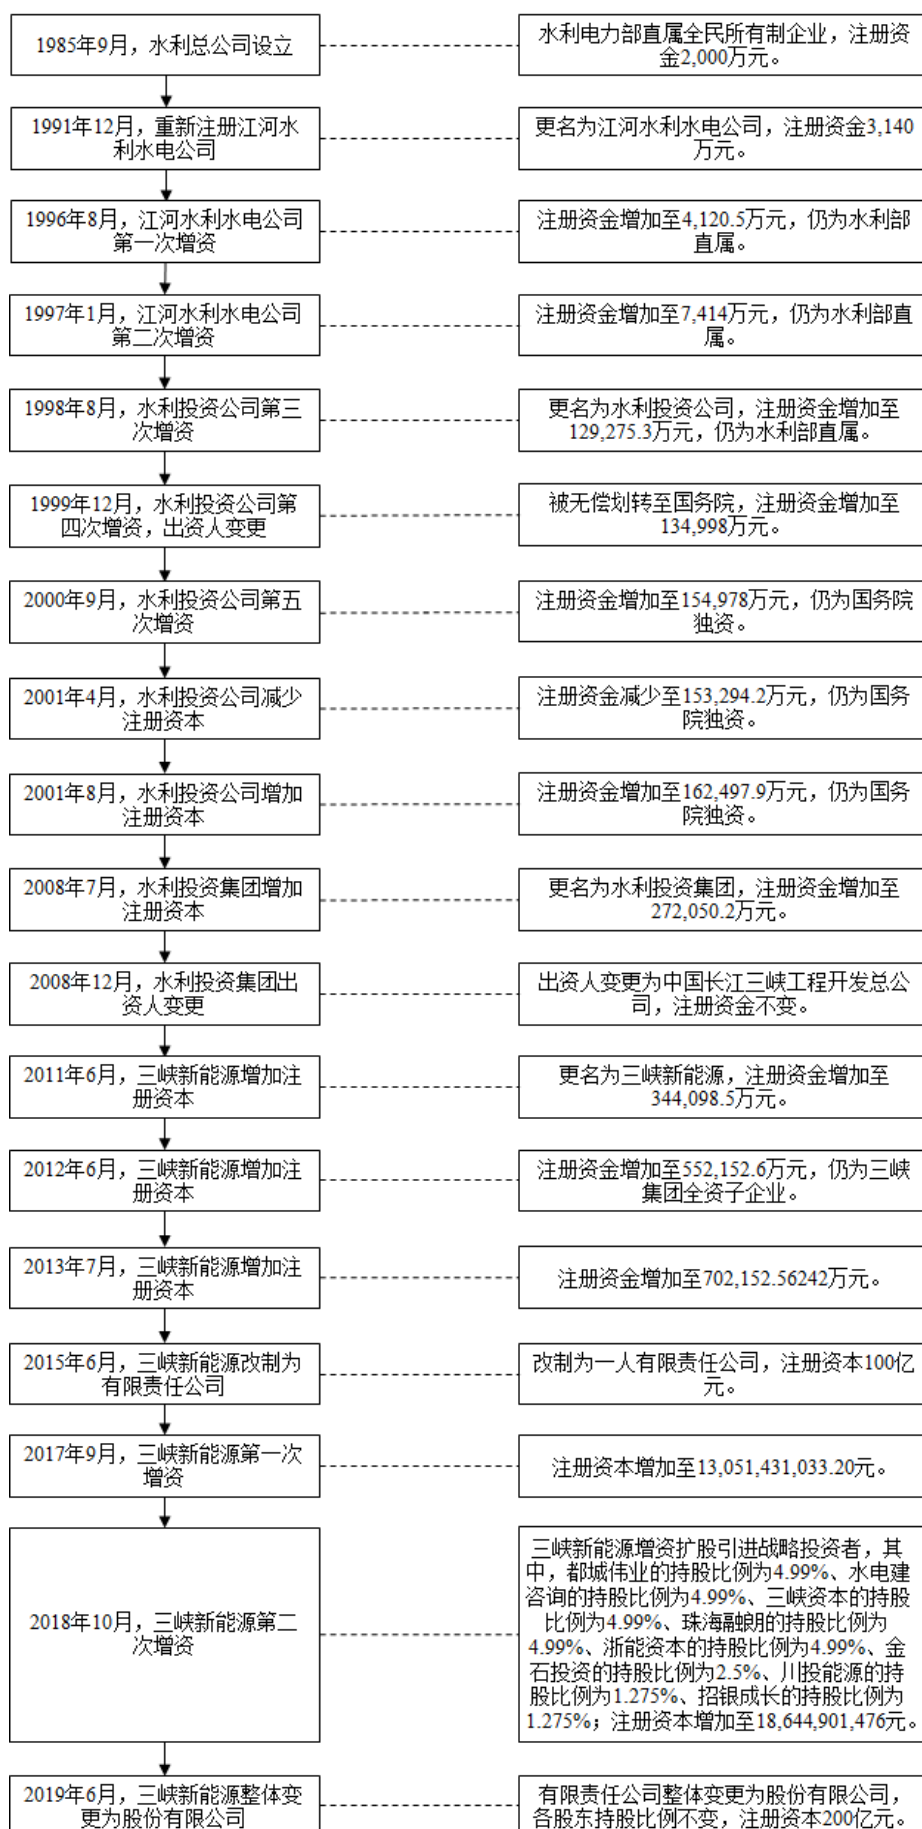 1985年9月，水利总公司设立
水利电力部直属全民所有制企业，注册资
金2,000万元。
1991年12月，重新注册江河水
利水电公司
更名为江河水利水电公司，注册资金3,140
万元。
1996年8月，江河水利水电公司
第一次增资
注册资金增加至4,120.5万元，仍为水利部
直属。
1997年1月，江河水利水电公司
第二次增资
注册资金增加至7,414万元，仍为水利部直
属。
1998年8月，水利投资公司第三
次增资
更名为水利投资公司，注册资金增加至
129,275.3万元，仍为水利部直属。
1999年12月，水利投资公司第
四次增资，出资人变更
被无偿划转至国务院，注册资金增加至
134,998万元。
2000年9月，水利投资公司第五
次增资
注册资金增加至154,978万元，仍为国务院
独资。
2001年4月，水利投资公司减少
注册资本
注册资金减少至153,294.2万元，仍为国务
院独资。
2001年8月，水利投资公司增加
注册资本
注册资金增加至162,497.9万元，仍为国务
院独资。
2008年7月，水利投资集团增加
注册资本
更名为水利投资集团，注册资金增加至
272,050.2万元。
2008年12月，水利投资集团出
资人变更
出资人变更为中国长江三峡工程开发总公
司，注册资金不变。
2011年6月，三峡新能源增加注
册资本
更名为三峡新能源，注册资金增加至
344,098.5万元。
2012年6月，三峡新能源增加注
册资本
注册资金增加至552,152.6万元，仍为三峡
集团全资子企业。
2013年7月，三峡新能源增加注
册资本
注册资金增加至702,152.56242万元。
2015年6月，三峡新能源改制为
有限责任公司
改制为一人有限责任公司，注册资本100亿
元。
2017年9月，三峡新能源第一次
增资
注册资本增加至13,051,431,033.20元。
2018年10月，三峡新能源第二
次增资
三峡新能源增资扩股引进战略投资者，其
中，都城伟业的持股比例为4.99%、水电建
咨询的持股比例为4.99%、三峡资本的持股
比例为4.99%、珠海融朗的持股比例为
4.99%、浙能资本的持股比例为4.99%、金
石投资的持股比例为2.5%、川投能源的持
股比例为1.275%、招银成长的持股比例为
1.275%；注册资本增加至18,644,901,476元。
2019年6月，三峡新能源整体变
更为股份有限公司
有限责任公司整体变更为股份有限公司，
各股东持股比例不变，注册资本200亿元。